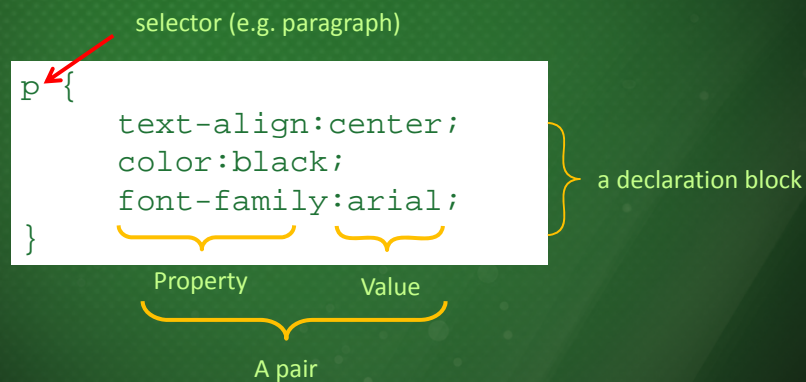 selector (e.g. paragraph)
p {
text-align:center;
color:black;
font-family:arial;
}
a declaration block
Property Value
A pair